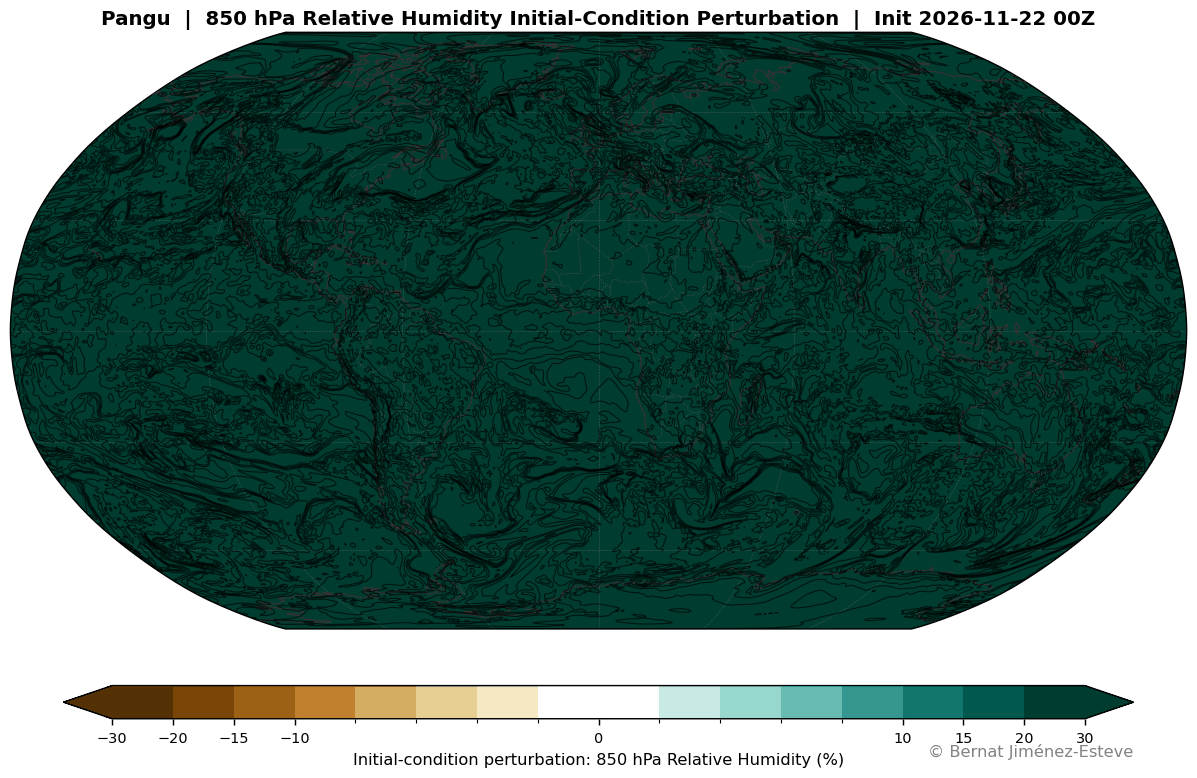 Pangu | 850 hPa Relative Humidity Initial-Condition Perturbation | Init 2026-11-22 00Z
−30 −20 −15 −10 0 10 15 20 30
Initial-condition perturbation: 850 hPa Relative Humidity (%)
© Bernat Jiménez-Esteve